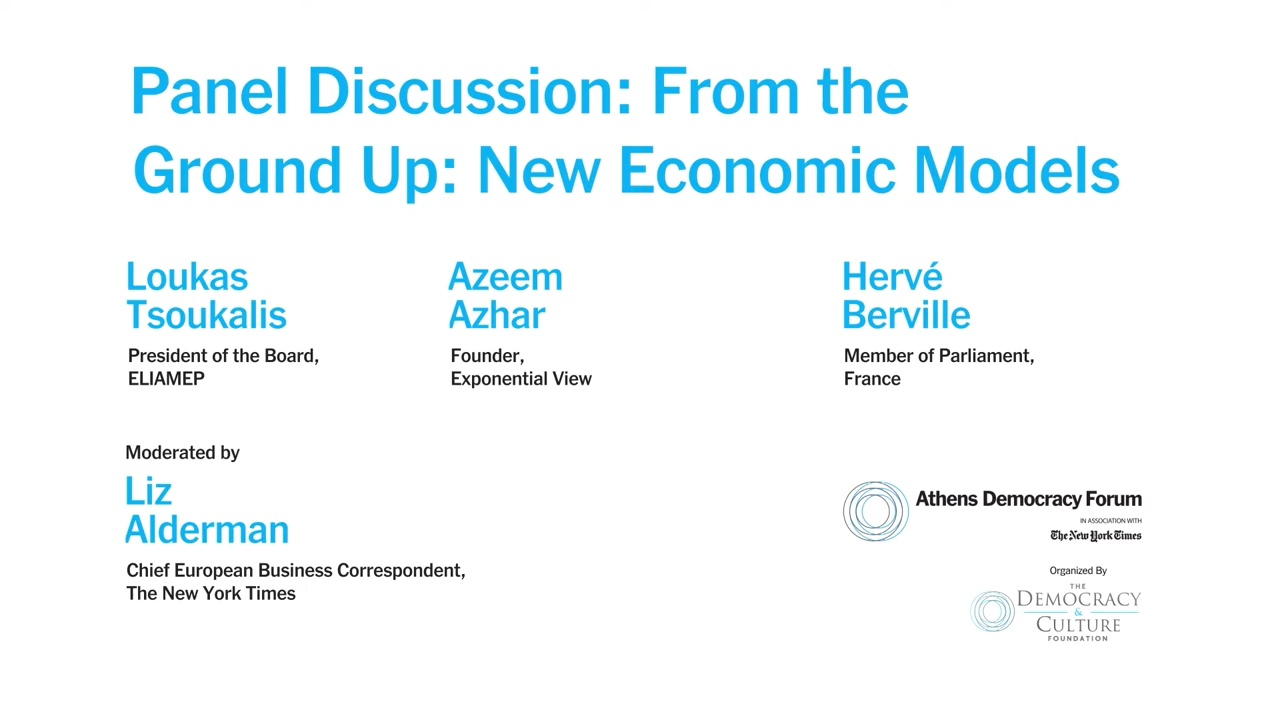 Panel Discussion: From the
Ground Up: New Economic Models
Loukas
Tsoukalis
President of the Board,
ELIAMEP
Azeem
Azhar
Founder,
Exponential View
Hervé
Berville
Member of Parliament,
France
Moderated by
Liz
Alderman
Chief European Business Correspondent,
The New York Times
Athens Democracy Forum
IN ASSOCIATION WITH
The New York Times
Organized By
THE
DEMOCRACY
&
CULTURE
FOUNDATION